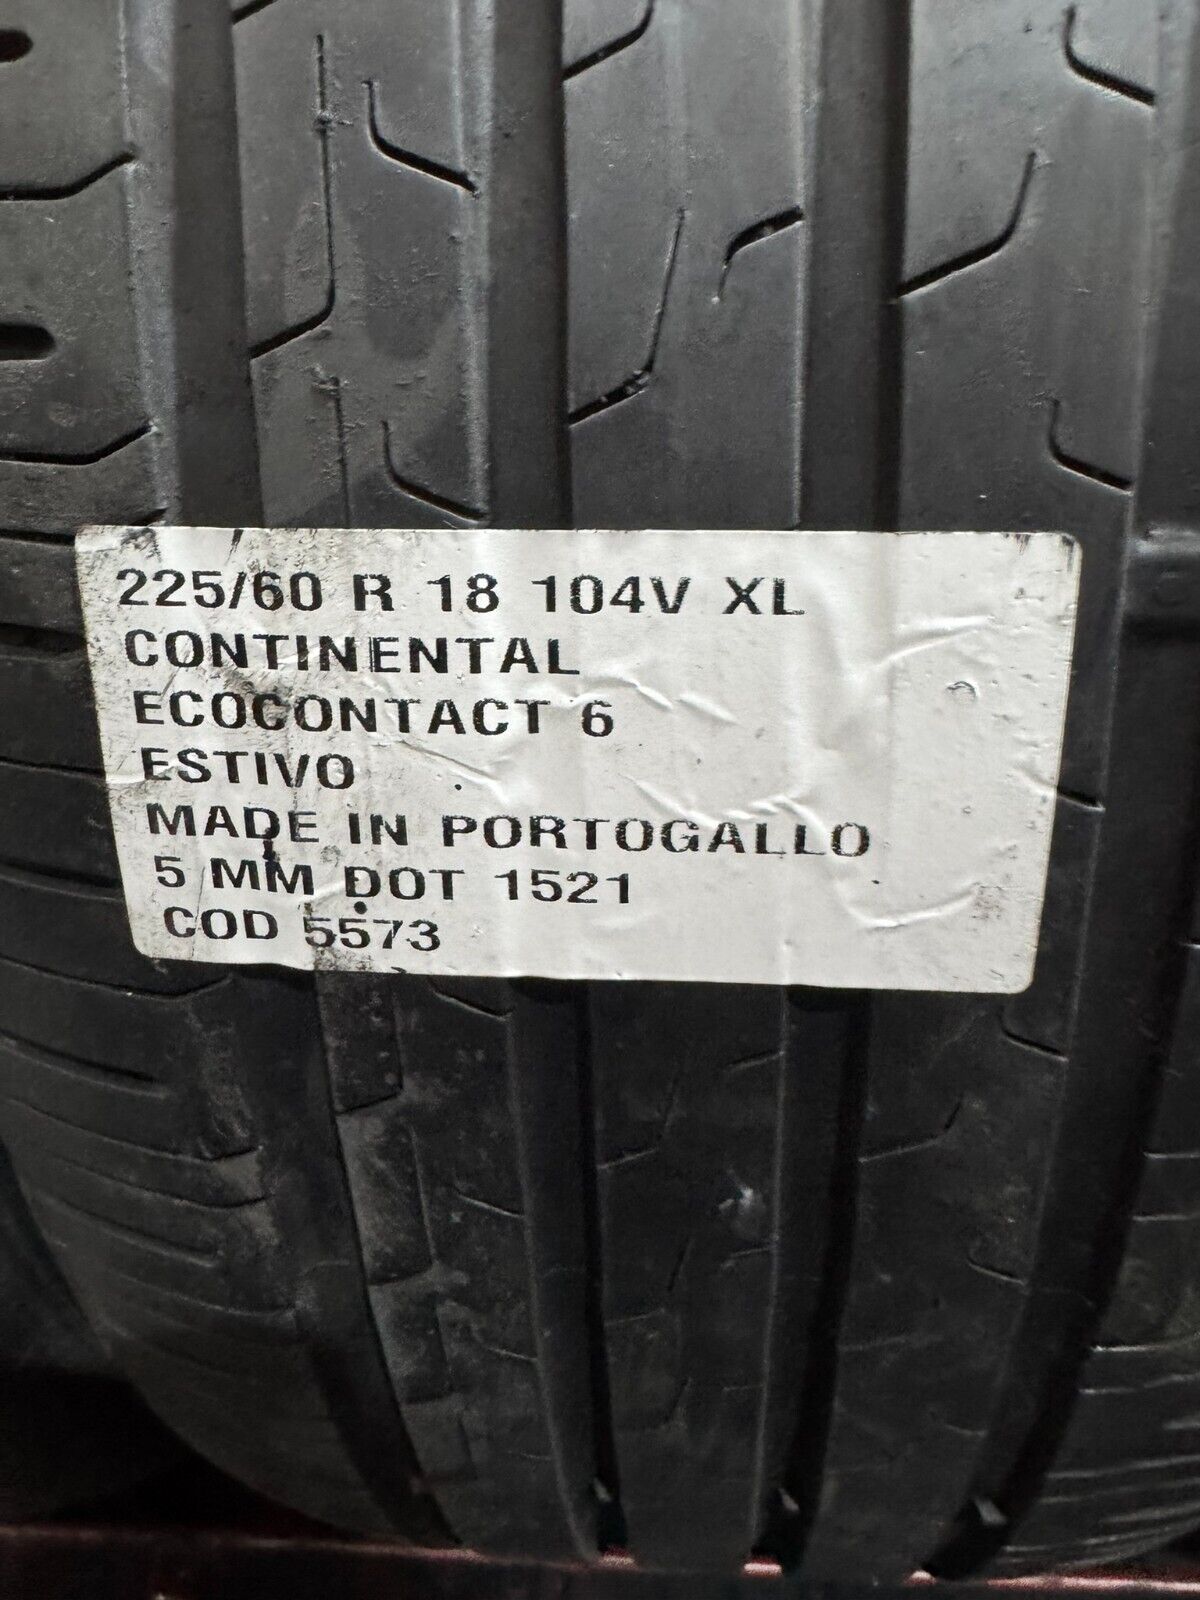 225/60 R 18 104V XL
CONTINENTAL
ECOCONTACT 6
ESTIVO
MADE IN PORTOGALLO
5 MM DOT 1521
COD 5573